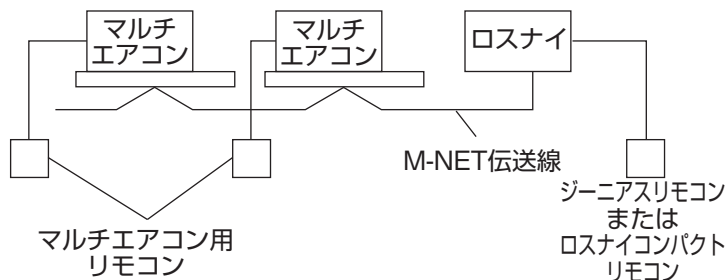 マルチ
エアコン
マルチ
エアコン
ロスナイ
M-NET伝送線
マルチエアコン用
リモコン
ジーニアスリモコン
または
ロスナイコンパクト
リモコン